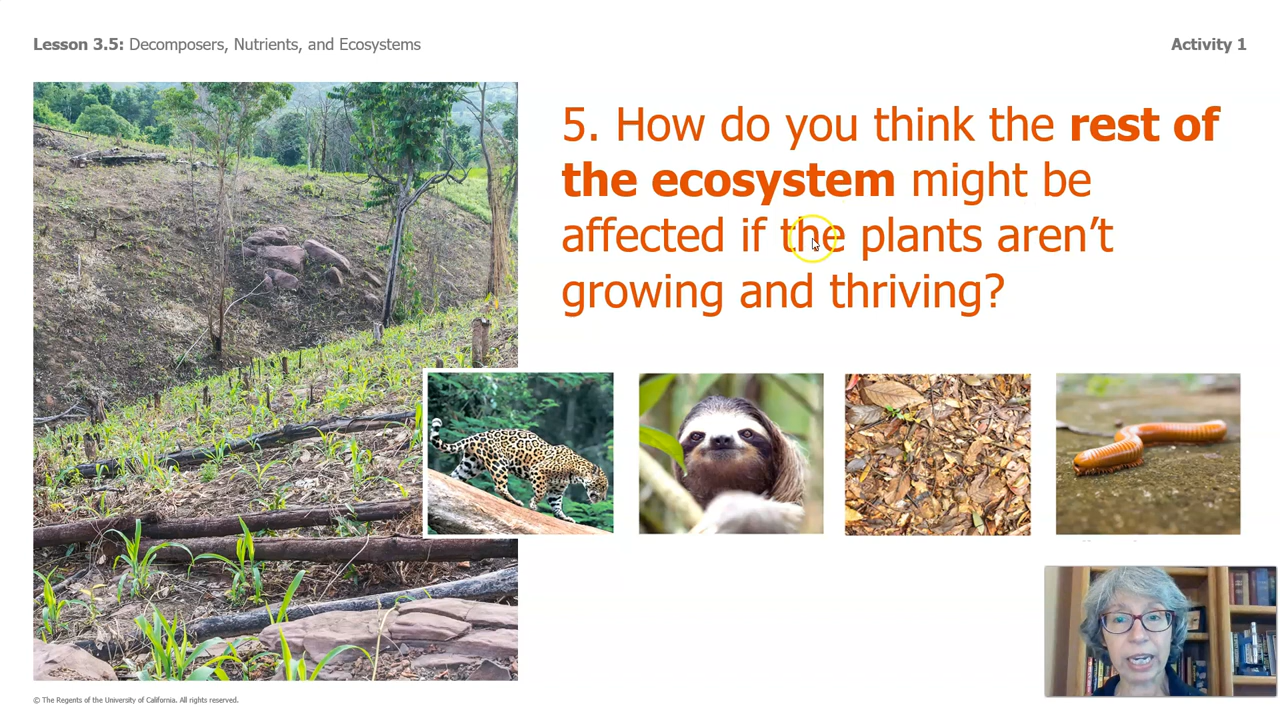 Lesson 3.5: Decomposers, Nutrients, and Ecosystems
Activity 1
5. How do you think the rest of
the ecosystem might be
affected if the plants aren’t
growing and thriving?
© The Regents of the University of California. All rights reserved.